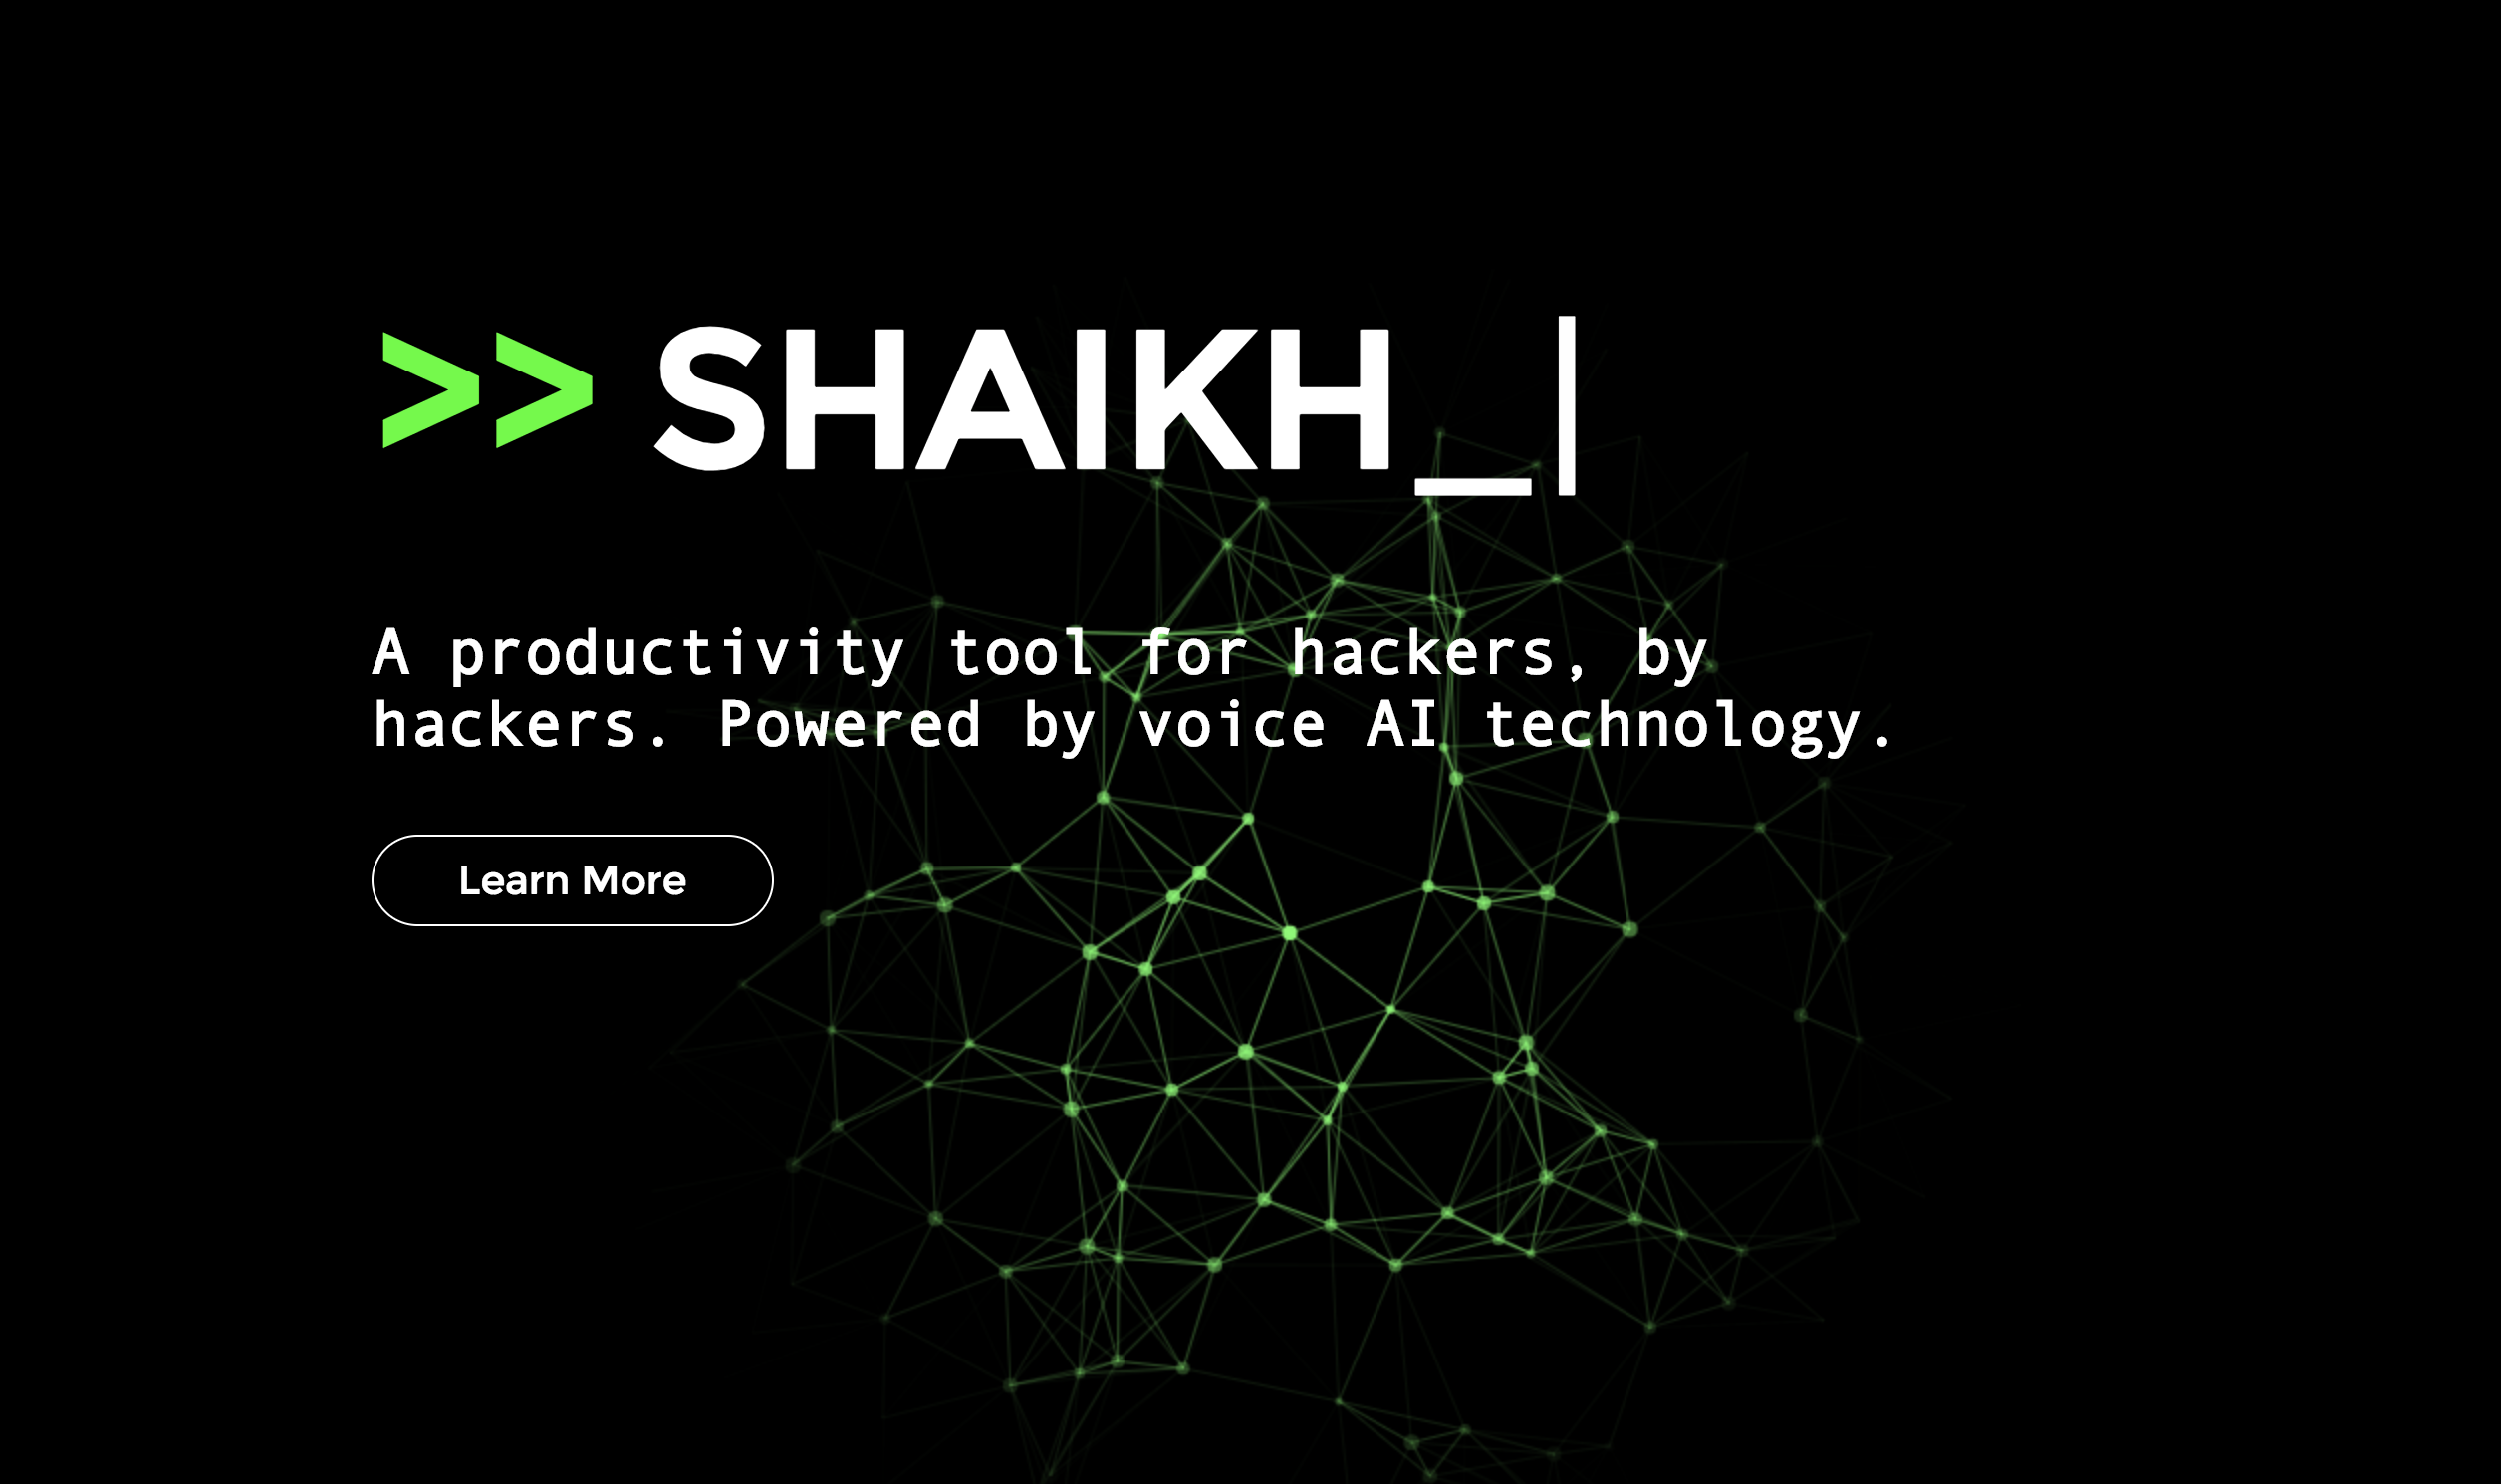 >> SHAIKH_|
A productivity tool for hackers, by
hackers. Powered by voice AI technology.
Learn More